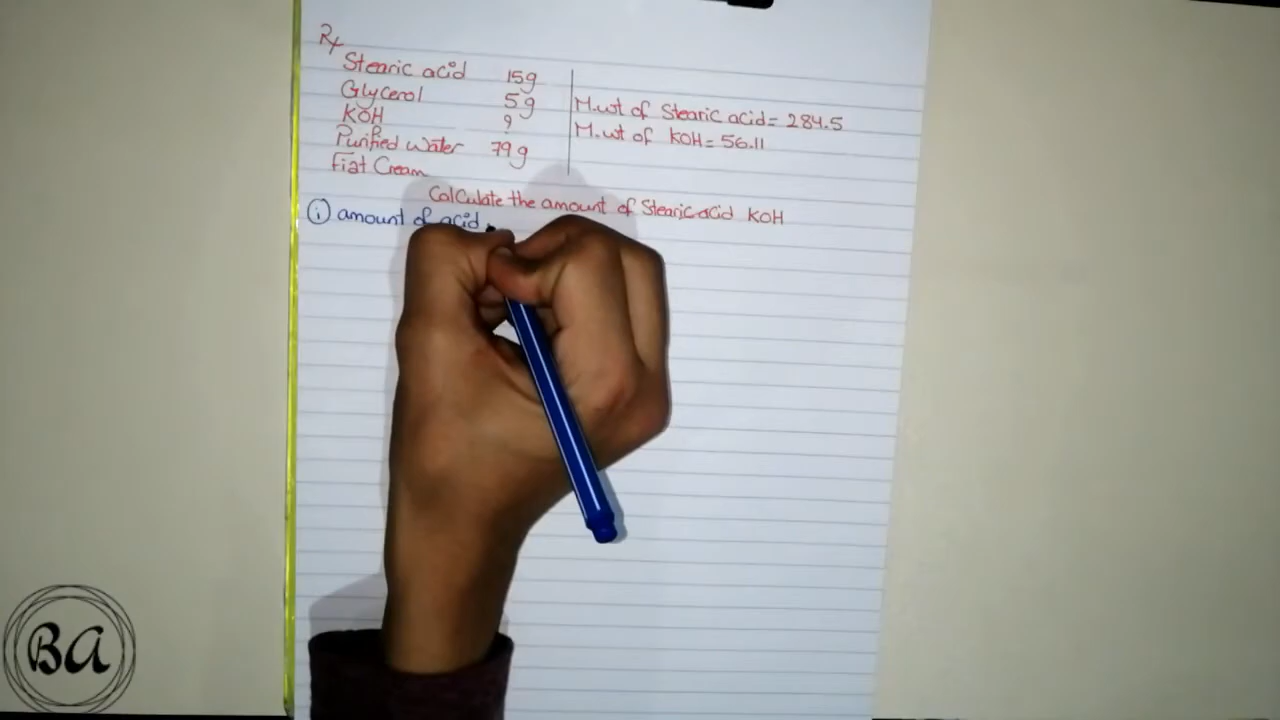 Rx
Stearic acid 15g
Glycerol 5g
KOH ?
Purified water 79g
Fiat Cream
M.wt of Stearic acid = 284.5
M.wt of KOH = 56.11
Calculate the amount of Stearic acid KOH
(i) amount of acid
BA